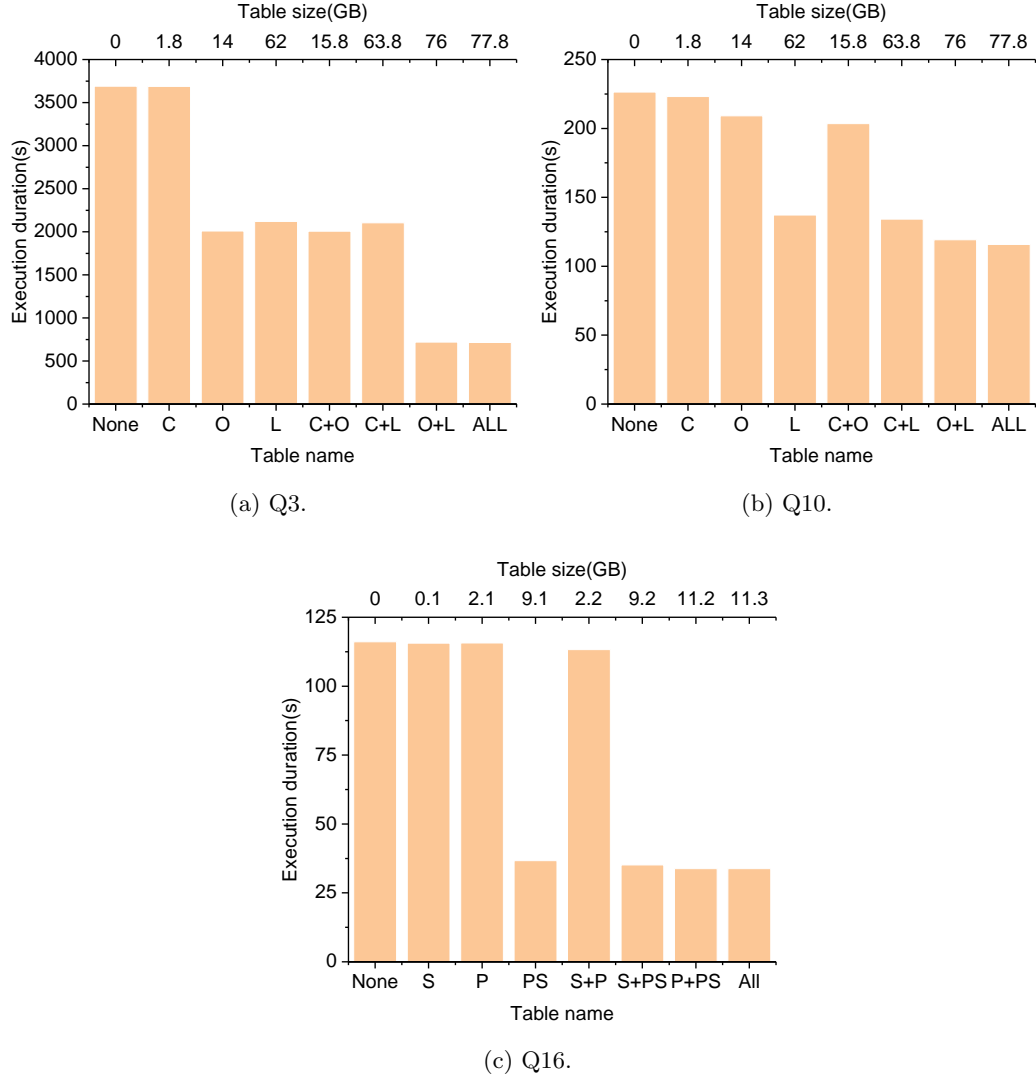 Table size(GB)
0 1.8 14 62 15.8 63.8 76 77.8
4000
3500
3000
2500
2000
1500
1000
500
0
Execution duration(s)
None C O L C+O C+L O+L ALL
Table name
(a) Q3.
Table size(GB)
0 1.8 14 62 15.8 63.8 76 77.8
250
200
150
100
50
0
Execution duration(s)
None C O L C+O C+L O+L ALL
Table name
(b) Q10.
Table size(GB)
0 0.1 2.1 9.1 2.2 9.2 11.2 11.3
125
100
75
50
25
0
Execution duration(s)
None S P PS S+P S+PS P+PS All
Table name
(c) Q16.